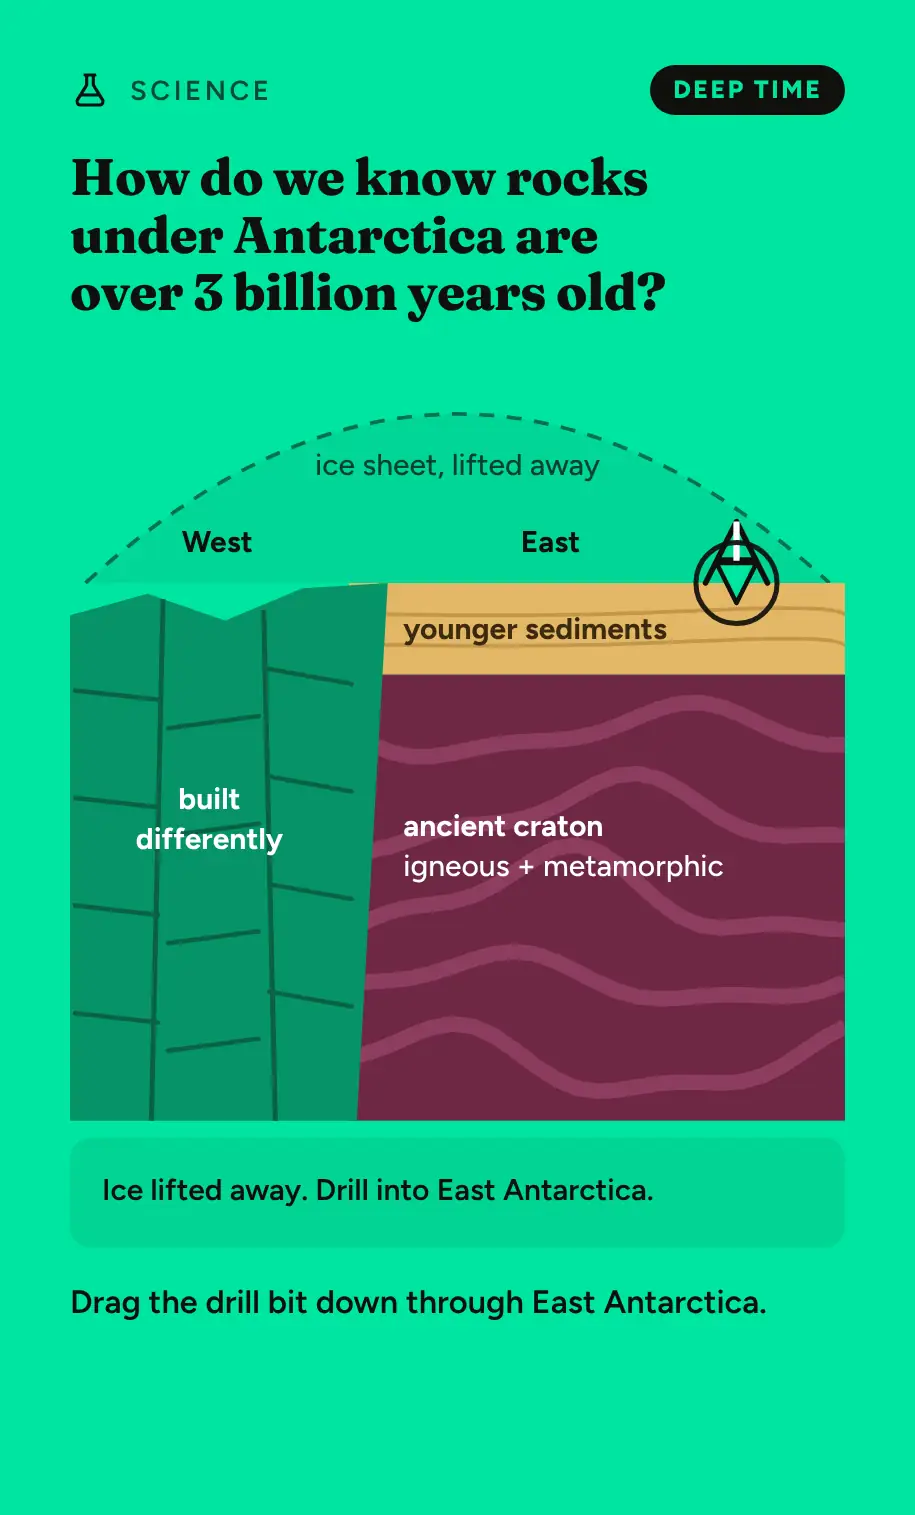 SCIENCE
DEEP TIME
How do we know rocks
under Antarctica are
over 3 billion years old?
ice sheet, lifted away
West
East
younger sediments
built
differently
ancient craton
igneous + metamorphic
Ice lifted away. Drill into East Antarctica.
Drag the drill bit down through East Antarctica.